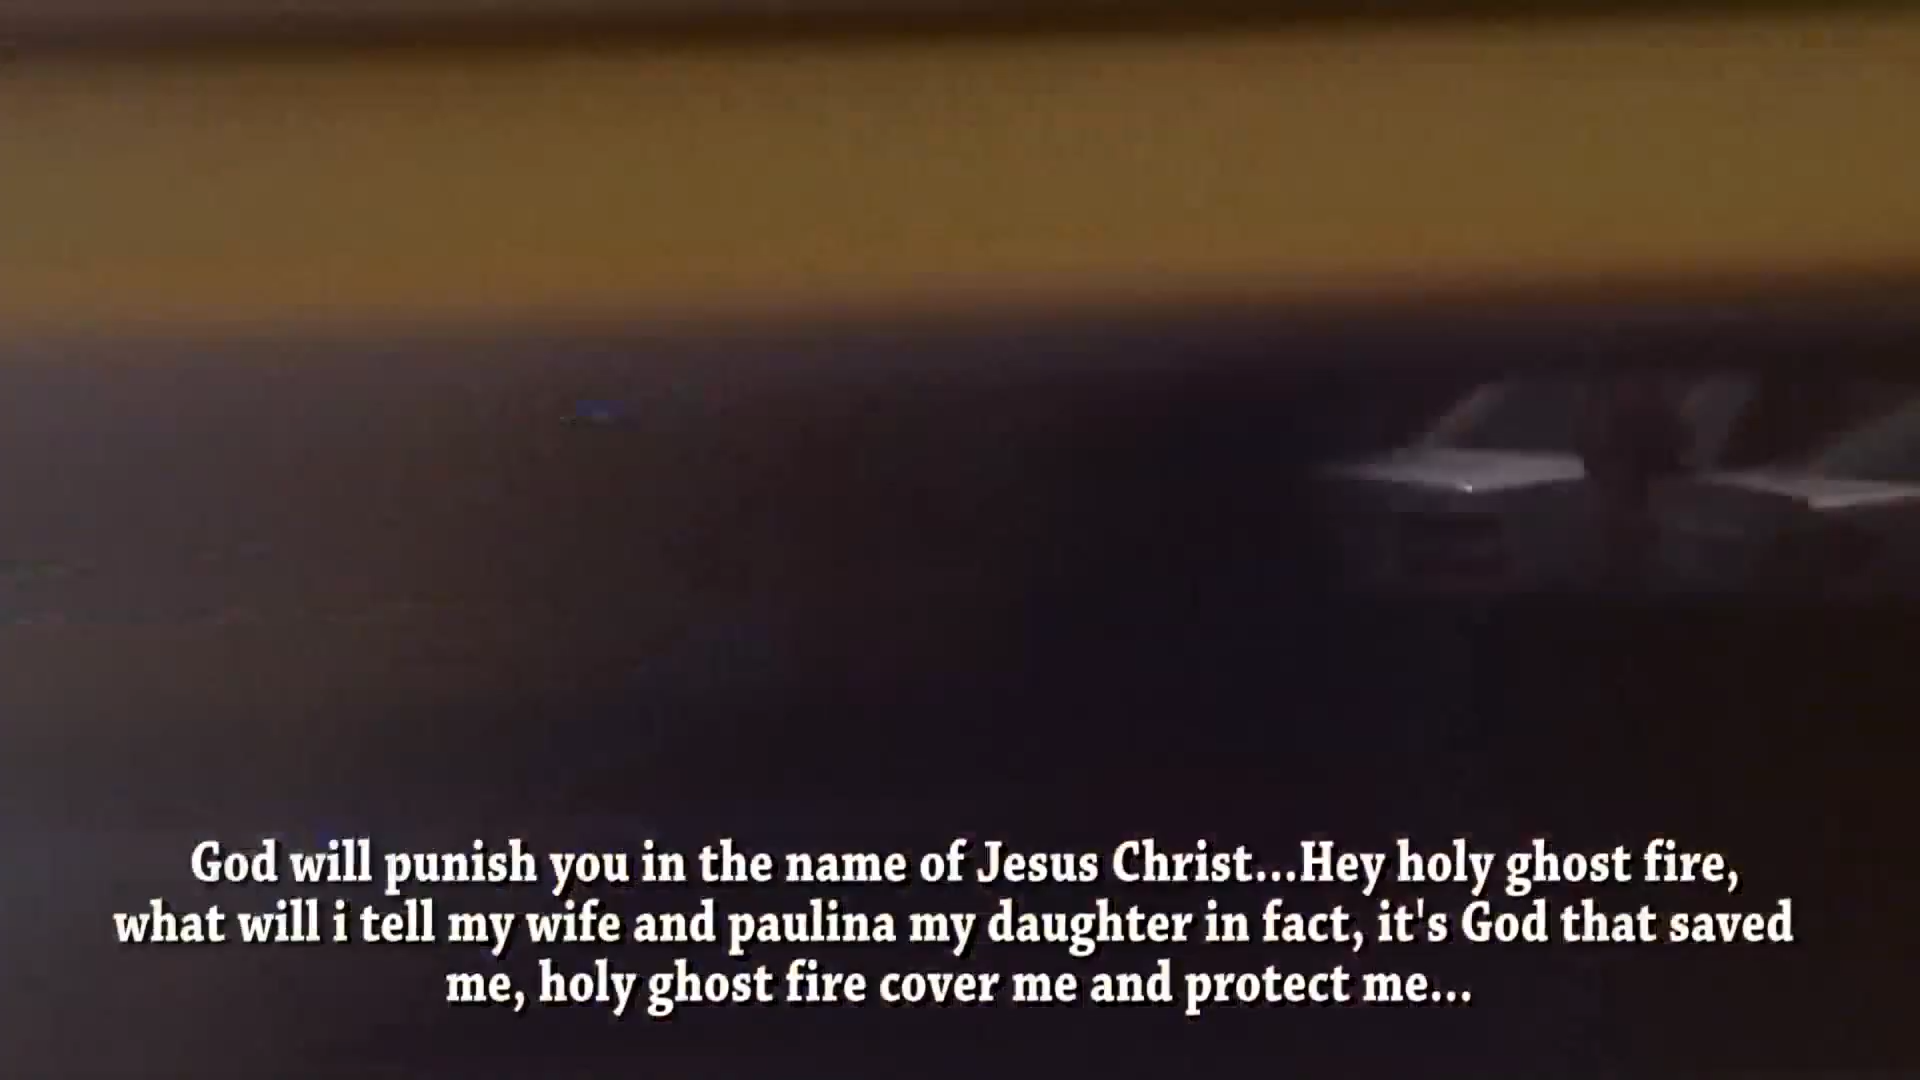 God will punish you in the name of Jesus Christ...Hey holy ghost fire,
what will i tell my wife and paulina my daughter in fact, it's God that saved
me, holy ghost fire cover me and protect me...